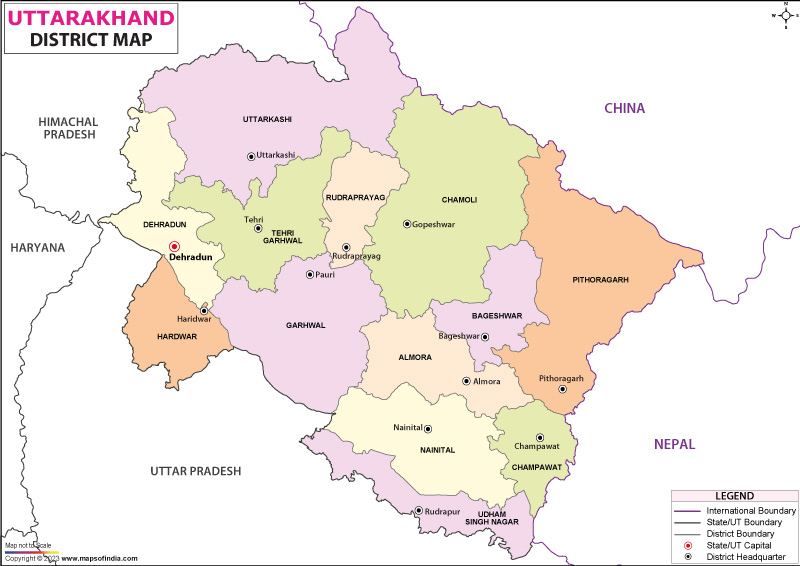 UTTARAKHAND
DISTRICT MAP
N
W
E
S
CHINA
HIMACHAL
PRADESH
UTTARKASHI
Uttarkashi
RUDRAPRAYAG
CHAMOLI
Tehri
Gopeshwar
DEHRADUN
TEHRI
GARHWAL
HARYANA
Dehradun
Rudraprayag
Pauri
PITHORAGARH
Haridwar
GARHWAL
BAGESHWAR
HARDWAR
Bageshwar
ALMORA
Almora
Pithoragarh
Nainital
NAINITAL
Champawat
CHAMPAWAT
NEPAL
UTTAR PRADESH
Rudrapur
UDHAM
SINGH NAGAR
LEGEND
International Boundary
State/UT Boundary
District Boundary
State/UT Capital
District Headquarter
Map not to Scale
Copyright © 2023 www.mapsofindia.com